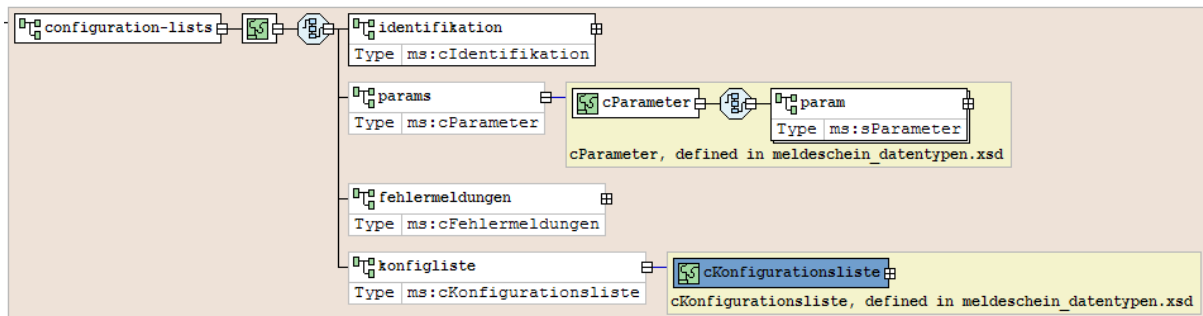 configuration-lists
identifikation
Type ms:cIdentifikation
params
Type ms:cParameter
cParameter
param
Type ms:sParameter
cParameter, defined in meldeschein_datentypen.xsd
fehlermeldungen
Type ms:cFehlermeldungen
konfigliste
Type ms:cKonfigurationsliste
cKonfigurationsliste
cKonfigurationsliste, defined in meldeschein_datentypen.xsd